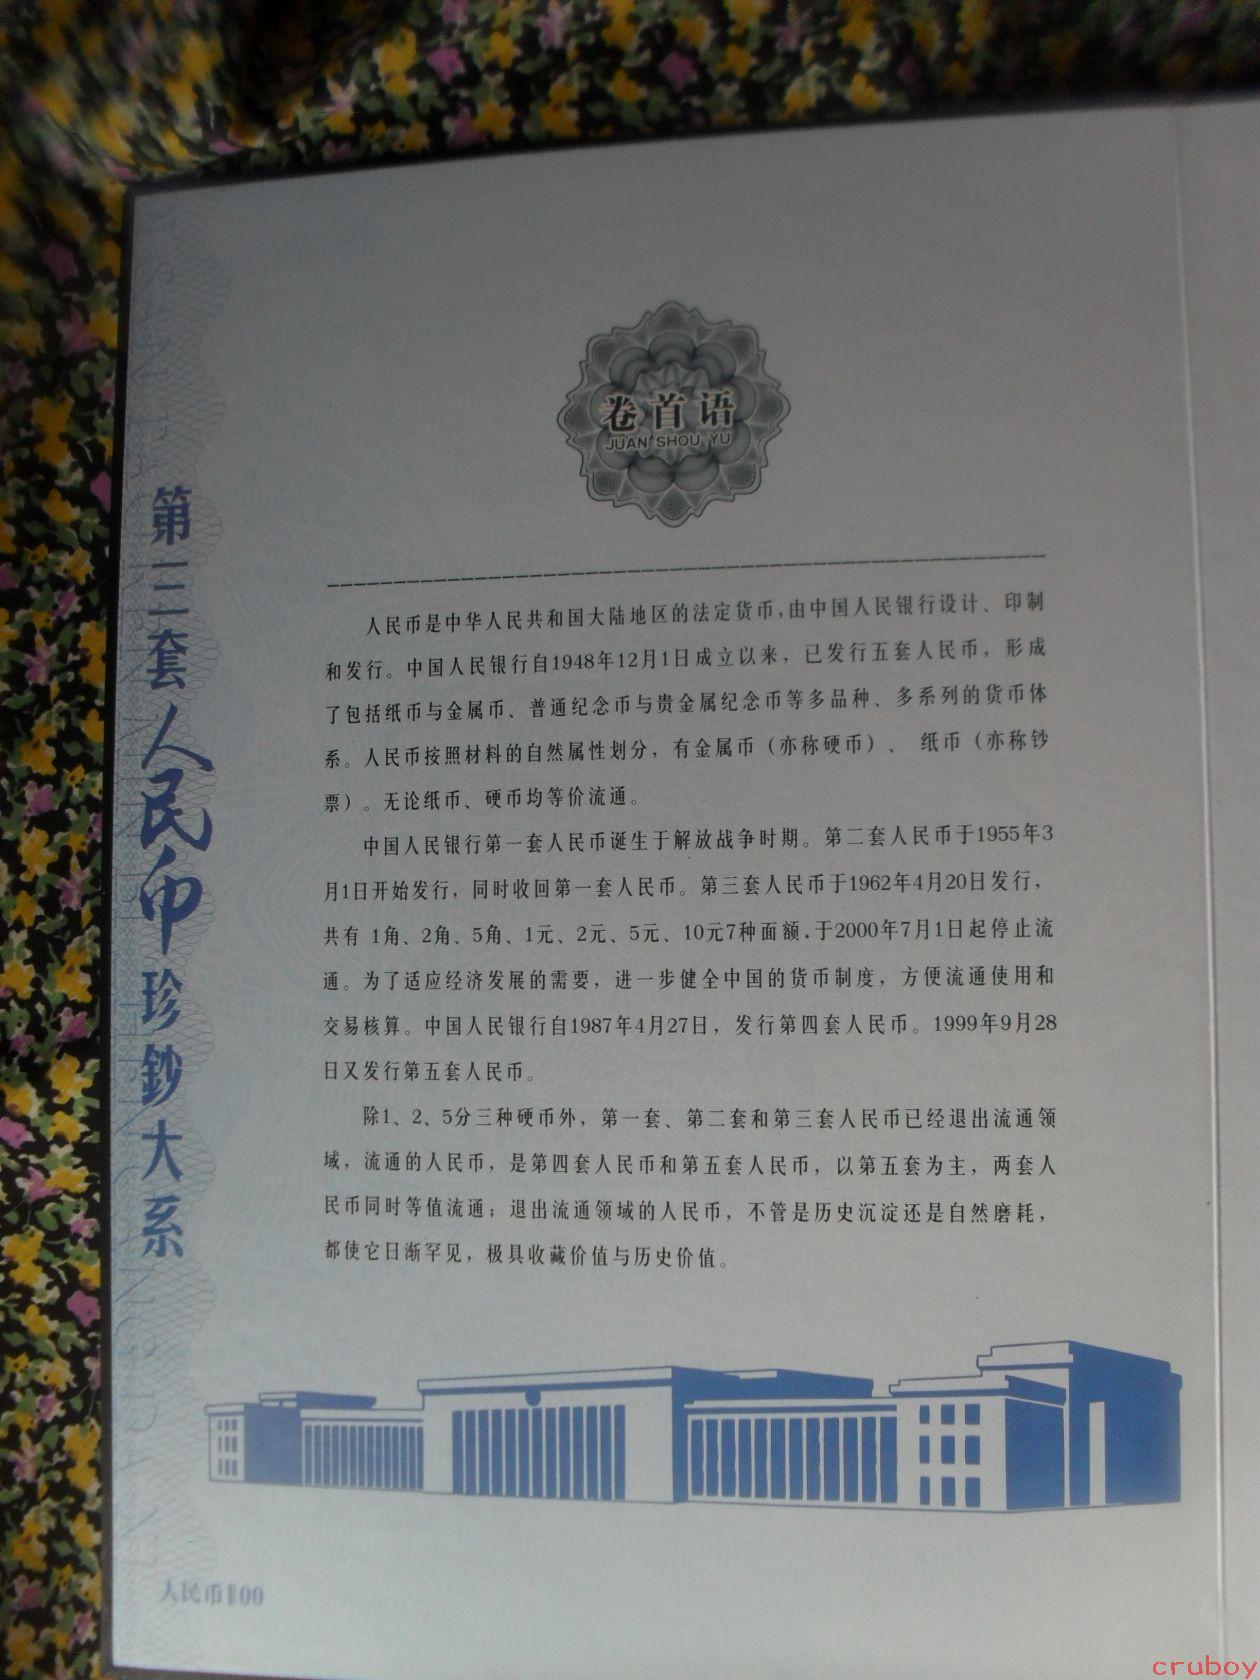 卷首语
JUAN SHOU YU
第三套人民币珍鈔大系
人民币是中华人民共和国大陆地区的法定货币,由中国人民银行设计、印制
和发行。中国人民银行自1948年12月1日成立以来，已发行五套人民币，形成
了包括纸币与金属币、普通纪念币与贵金属纪念币等多品种、多系列的货币体
系。人民币按照材料的自然属性划分，有金属币（亦称硬币）、 纸币（亦称钞
票）。无论纸币、硬币均等价流通。
中国人民银行第一套人民币诞生于解放战争时期。第二套人民币于1955年3
月1日开始发行，同时收回第一套人民币。第三套人民币于1962年4月20日发行，
共有 1角、2角、5角、1元、2元、5元、10元7种面额.于2000年7月1日起停止流
通。为了适应经济发展的需要，进一步健全中国的货币制度，方便流通使用和
交易核算。中国人民银行自1987年4月27日，发行第四套人民币。1999年9月28
日又发行第五套人民币。
除1、2、5分三种硬币外，第一套、第二套和第三套人民币已经退出流通领
域，流通的人民币，是第四套人民币和第五套人民币，以第五套为主，两套人
民币同时等值流通；退出流通领域的人民币，不管是历史沉淀还是自然磨耗，
都使它日渐罕见，极具收藏价值与历史价值。
人民币 00
cruboy